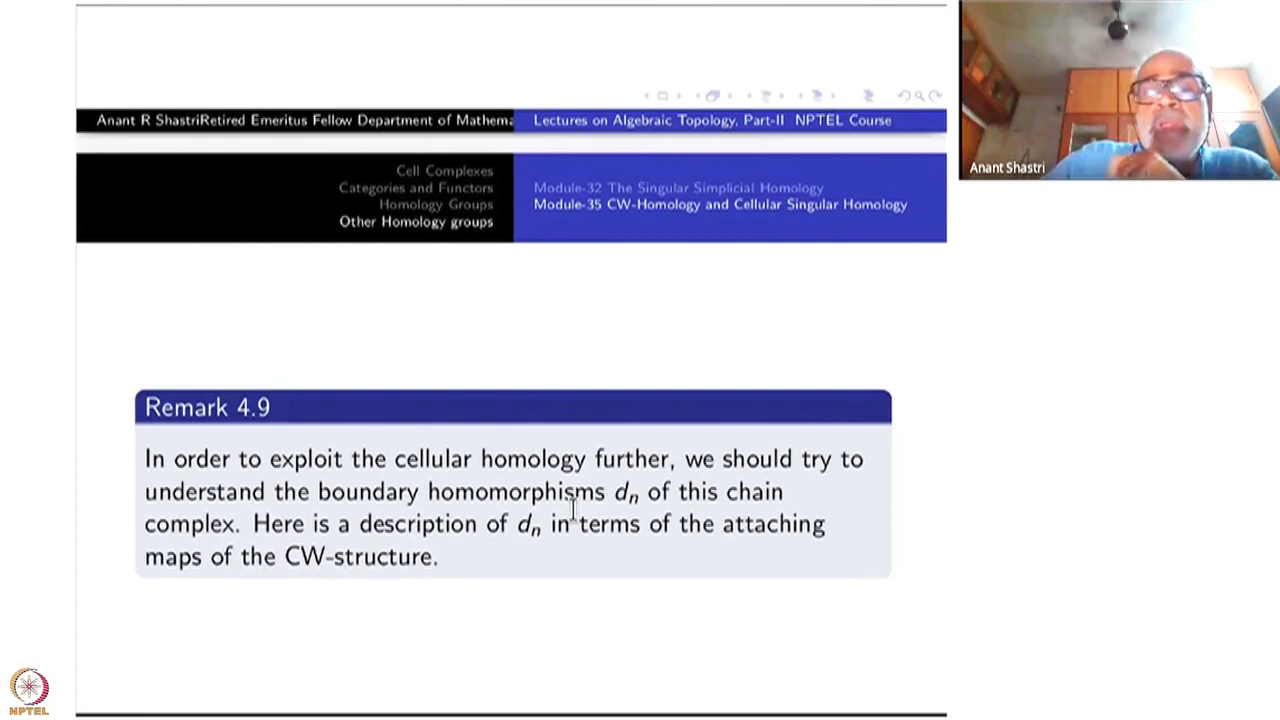 Anant R ShastriRetired Emeritus Fellow Department of Mathema
Lectures on Algebraic Topology, Part-II NPTEL Course
Cell Complexes
Categories and Functors
Homology Groups
Other Homology groups
Module-32 The Singular Simplicial Homology
Module-35 CW-Homology and Cellular Singular Homology
Anant Shastri
Remark 4.9
In order to exploit the cellular homology further, we should try to
understand the boundary homomorphisms dₙ of this chain
complex. Here is a description of dₙ in terms of the attaching
maps of the CW-structure.
NPTEL